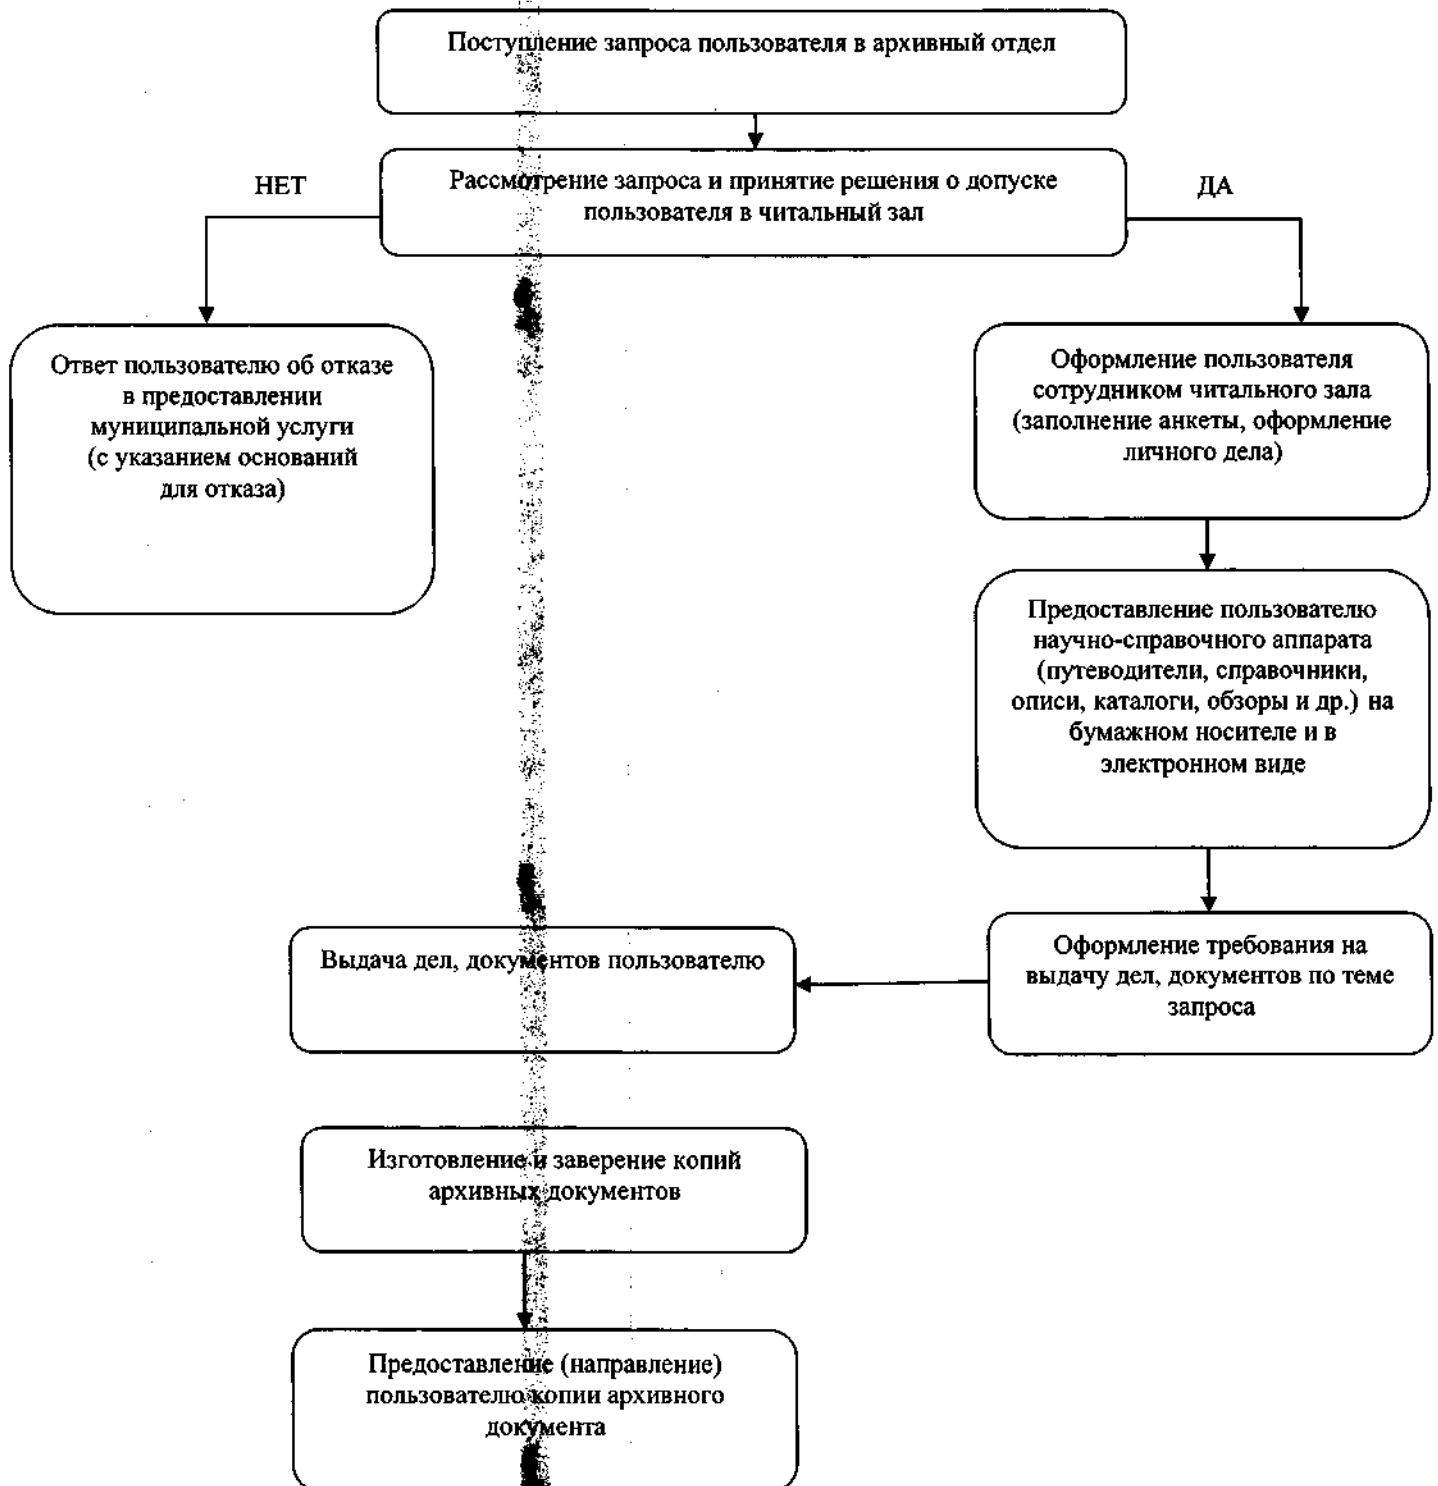 Поступление запроса пользователя в архивный отдел
НЕТ
Рассмотрение запроса и принятие решения о допуске
пользователя в читальный зал
ДА
Ответ пользователю об отказе
в предоставлении
муниципальной услуги
(с указанием оснований
для отказа)
Оформление пользователя
сотрудником читального зала
(заполнение анкеты, оформление
личного дела)
Предоставление пользователю
научно-справочного аппарата
(путеводители, справочники,
описи, каталоги, обзоры и др.) на
бумажном носителе и в
электронном виде
Оформление требования на
выдачу дел, документов по теме
запроса
Выдача дел, документов пользователю
Изготовление и заверение копий
архивных документов
Предоставление (направление)
пользователю копии архивного
документа